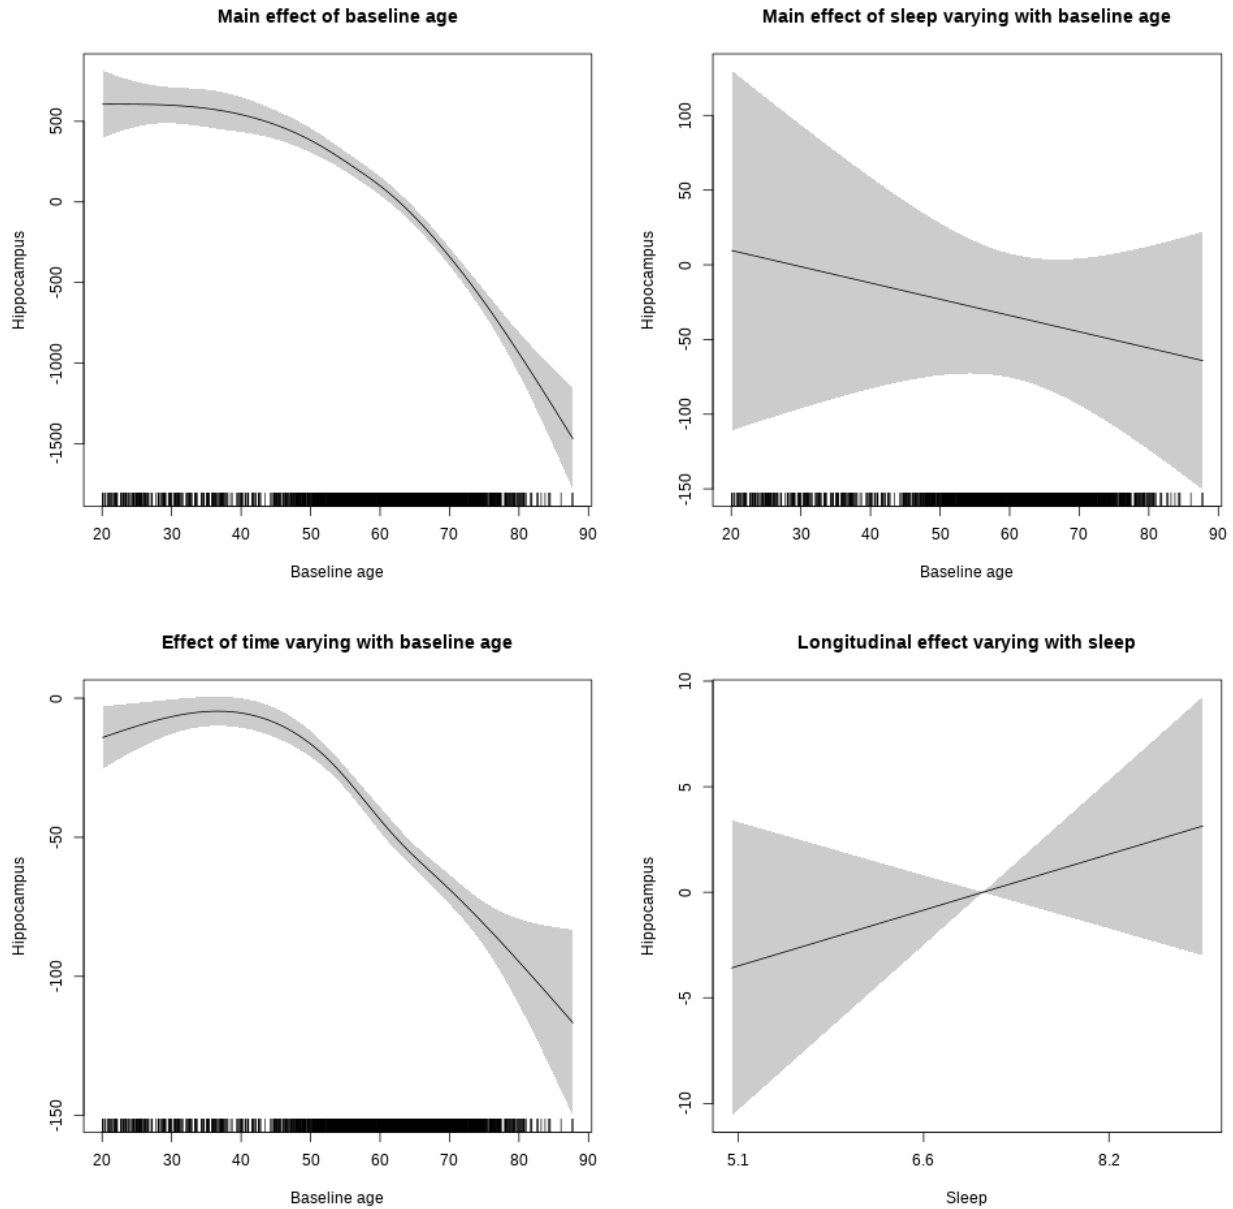 Main effect of baseline age
Hippocampus
500
0
-500
-1000
-1500
20 30 40 50 60 70 80 90
Baseline age
Main effect of sleep varying with baseline age
Hippocampus
100
50
0
-50
-100
-150
20 30 40 50 60 70 80 90
Baseline age
Effect of time varying with baseline age
Hippocampus
0
-50
-100
-150
20 30 40 50 60 70 80 90
Baseline age
Longitudinal effect varying with sleep
Hippocampus
10
5
0
-5
-10
5.1 6.6 8.2
Sleep